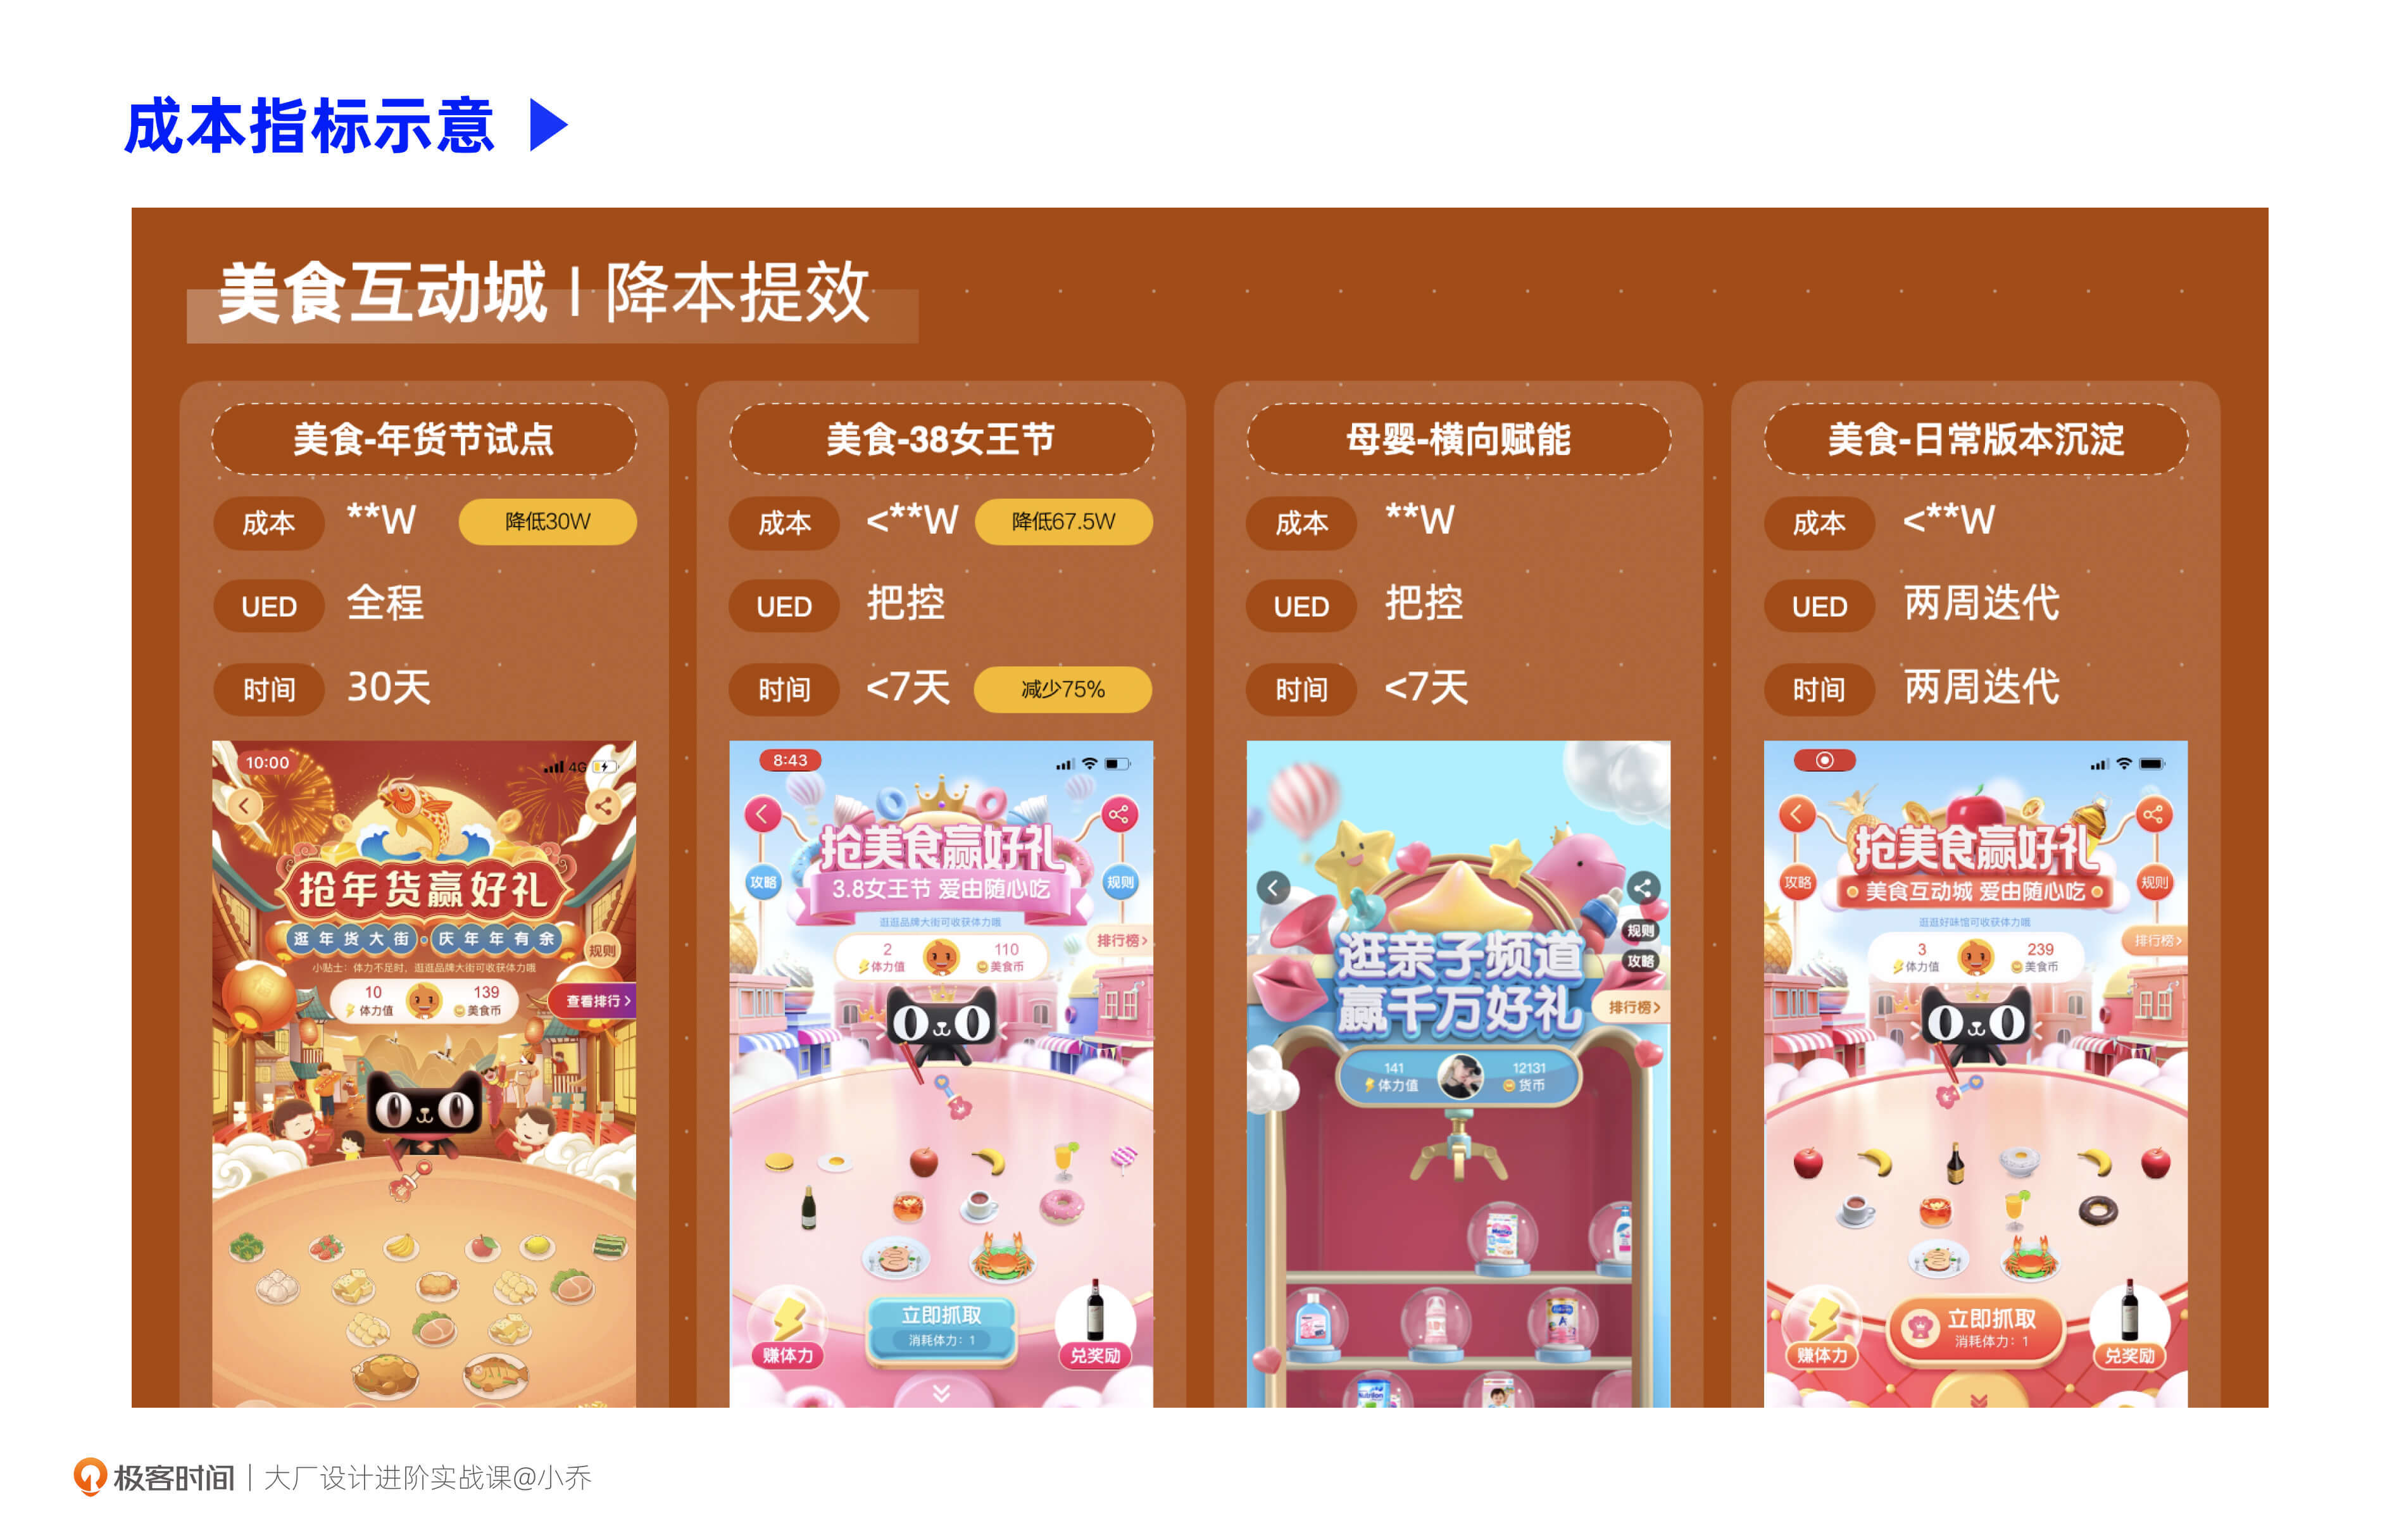 成本指标示意
美食互动城 | 降本提效
美食-年货节试点
成本 **W 降低30W
UED 全程
时间 30天
10:00 4G
抢年货赢好礼
逛年货大街·庆年年有余
规则
小贴士：体力不足时，逛逛品牌大街可收获体力哦
10 139
体力值 美食币
查看排行
美食-38女王节
成本 <**W 降低67.5W
UED 把控
时间 <7天 减少75%
8:43
抢美食赢好礼
攻略 3.8女王节 爱由随心吃 规则
逛逛品牌大街可收获体力哦
2 110
体力值 美食币
排行榜
立即抓取
消耗体力：1
赚体力 兑奖励
母婴-横向赋能
成本 **W
UED 把控
时间 <7天
规则
逛亲子频道
攻略
赢千万好礼
排行榜
141 12131
体力值 货币
美食-日常版本沉淀
成本 <**W
UED 两周迭代
时间 两周迭代
抢美食赢好礼
攻略 美食互动城 爱由随心吃 规则
逛逛好味馆可收获体力哦
3 239
体力值 美食币
排行榜
立即抓取
消耗体力：1
赚体力 兑奖励
极客时间 | 大厂设计进阶实战课@小乔